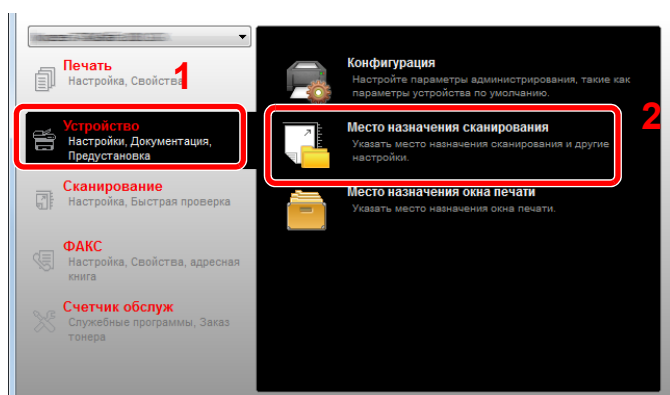 Печать
Настройка, Свойства
1
Устройство
Настройки, Документация,
Предустановка
Сканирование
Настройка, Быстрая проверка
ФАКС
Настройка, Свойства, адресная
книга
Счетчик обслуж
Служебные программы, Заказ
тонера
Конфигурация
Настройте параметры администрирования, такие как
параметры устройства по умолчанию.
2
Место назначения сканирования
Указать место назначения сканирования и другие
настройки.
Место назначения окна печати
Указать место назначения окна печати.